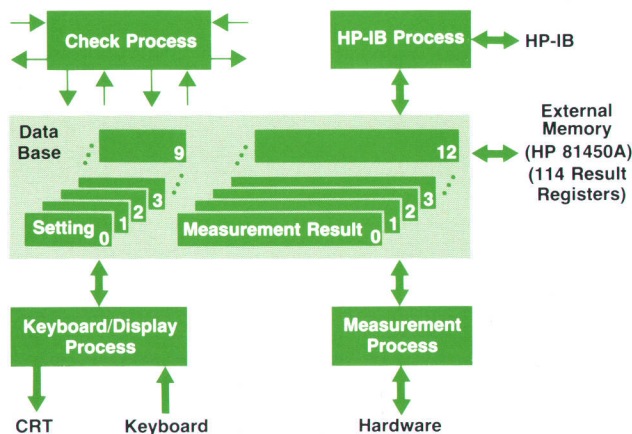 Check Process
HP-IB Process
HP-IB
Data
Base
9
12
External
Memory
(HP 81450A)
(114 Result
Registers)
3
2
1
Setting 0
3
2
1
Measurement Result 0
Keyboard/Display
Process
Measurement
Process
CRT
Keyboard
Hardware